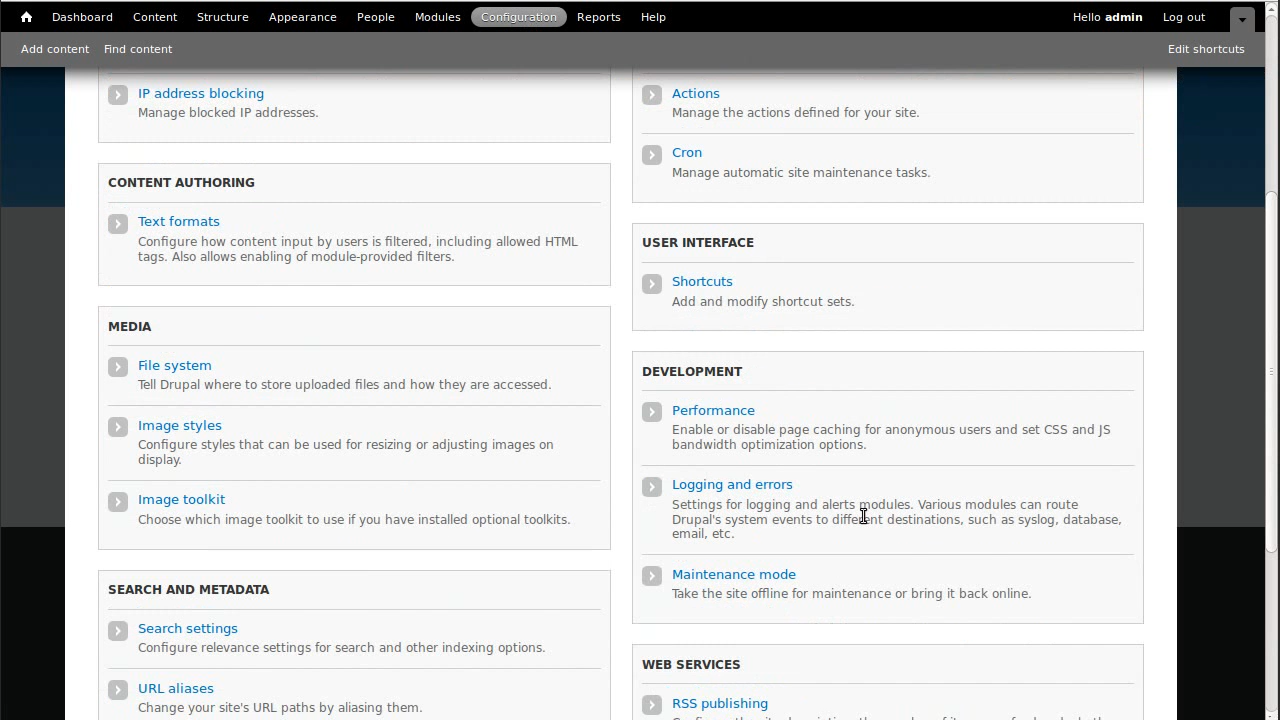 Dashboard Content Structure Appearance People Modules Configuration Reports Help Hello admin Log out
Add content Find content Edit shortcuts
IP address blocking
Manage blocked IP addresses.
CONTENT AUTHORING
Text formats
Configure how content input by users is filtered, including allowed HTML
tags. Also allows enabling of module-provided filters.
MEDIA
File system
Tell Drupal where to store uploaded files and how they are accessed.
Image styles
Configure styles that can be used for resizing or adjusting images on
display.
Image toolkit
Choose which image toolkit to use if you have installed optional toolkits.
SEARCH AND METADATA
Search settings
Configure relevance settings for search and other indexing options.
URL aliases
Change your site's URL paths by aliasing them.
Actions
Manage the actions defined for your site.
Cron
Manage automatic site maintenance tasks.
USER INTERFACE
Shortcuts
Add and modify shortcut sets.
DEVELOPMENT
Performance
Enable or disable page caching for anonymous users and set CSS and JS
bandwidth optimization options.
Logging and errors
Settings for logging and alerts modules. Various modules can route
Drupal's system events to different destinations, such as syslog, database,
email, etc.
Maintenance mode
Take the site offline for maintenance or bring it back online.
WEB SERVICES
RSS publishing